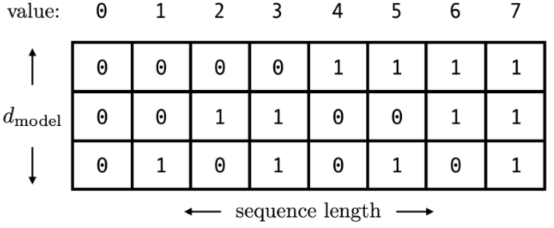 value: 0 1 2 3 4 5 6 7
0 0 0 0 1 1 1 1
d_model 0 0 1 1 0 0 1 1
0 1 0 1 0 1 0 1
sequence length